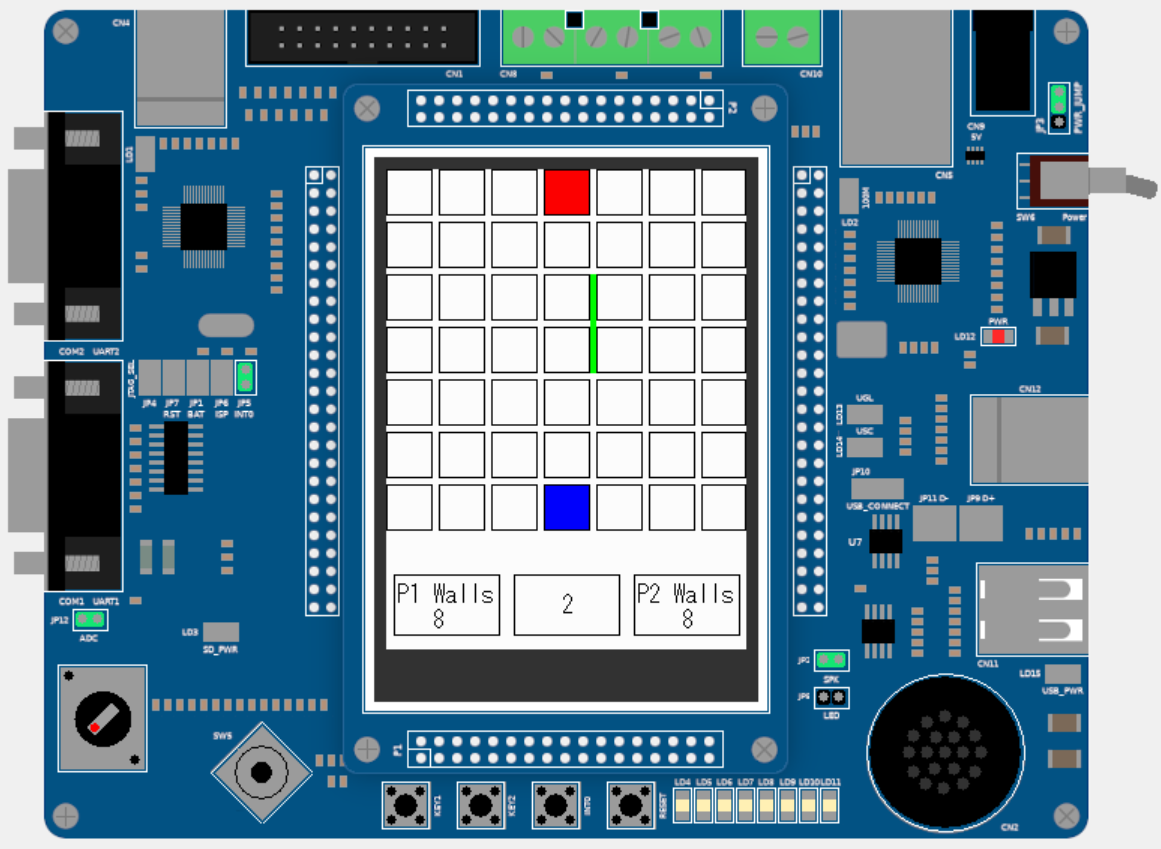 CN4
CN1
CN8
CN10
P2
PWR_JUMP
JP3
CN9
5V
LD1
CN5
100M
LD2
SW6
Power
PWR
LD12
COM2 UART2
JTAG_SEL
JP4 JP7 JP1 JP6 JP5
RST BAT ISP INT0
CN12
UGL
LD13
USC
LD14
JP10
USB_CONNECT
JP11 D- JP9 D+
U7
P1 Walls
8
2
P2 Walls
8
COM1 UART1
JP12
ADC
LD3
SD_PWR
CN11
JP2
SPK
LD15
USB_PWR
LED
SW5
P1
KEY1
KEY2
INT0
RESET
LD4 LD5 LD6 LD7 LD8 LD9 LD10 LD11
CN2